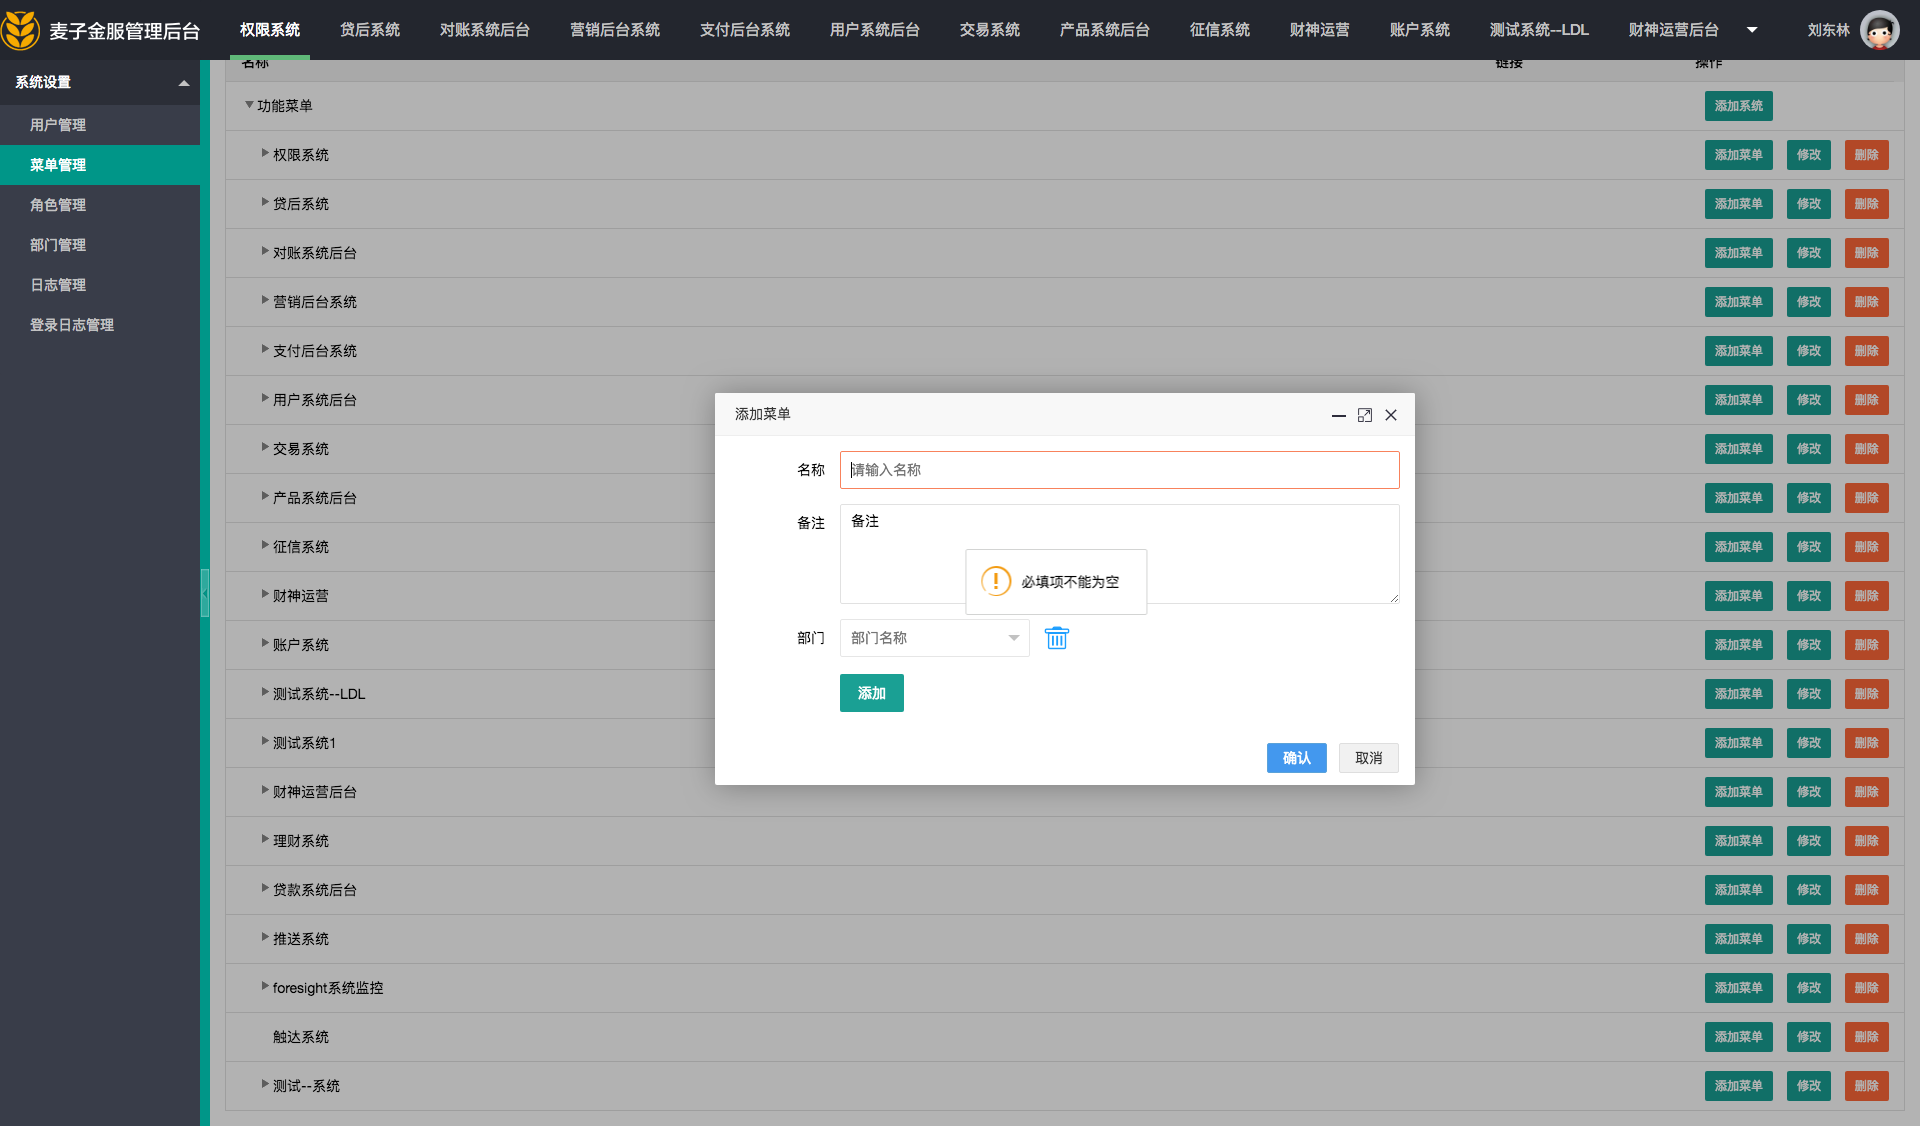 麦子金服管理后台 权限系统 贷后系统 对账系统后台 营销后台系统 支付后台系统 用户系统后台 交易系统 产品系统后台 征信系统 财神运营 账户系统 测试系统--LDL 财神运营后台 刘东林
系统设置
用户管理
菜单管理
角色管理
部门管理
日志管理
登录日志管理
名称 链接 操作
功能菜单 添加系统
权限系统 添加菜单 修改 删除
贷后系统 添加菜单 修改 删除
对账系统后台 添加菜单 修改 删除
营销后台系统 添加菜单 修改 删除
支付后台系统 添加菜单 修改 删除
用户系统后台 添加菜单 修改 删除
交易系统 添加菜单 修改 删除
产品系统后台 添加菜单 修改 删除
征信系统 添加菜单 修改 删除
财神运营 添加菜单 修改 删除
账户系统 添加菜单 修改 删除
测试系统--LDL 添加菜单 修改 删除
测试系统1 添加菜单 修改 删除
财神运营后台 添加菜单 修改 删除
理财系统 添加菜单 修改 删除
贷款系统后台 添加菜单 修改 删除
推送系统 添加菜单 修改 删除
foresight系统监控 添加菜单 修改 删除
触达系统 添加菜单 修改 删除
测试--系统 添加菜单 修改 删除
添加菜单
名称 请输入名称
备注 备注
必填项不能为空
部门 部门名称
添加
确认 取消